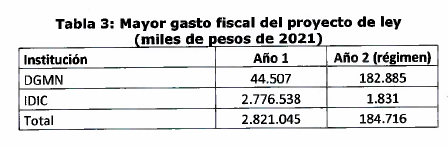 Tabla 3: Mayor gasto fiscal del proyecto de ley
(miles de pesos de 2021)
Institución Año 1 Año 2 (régimen)
DGMN 44.507 182.885
IDIC 2.776.538 1.831
Total 2.821.045 184.716